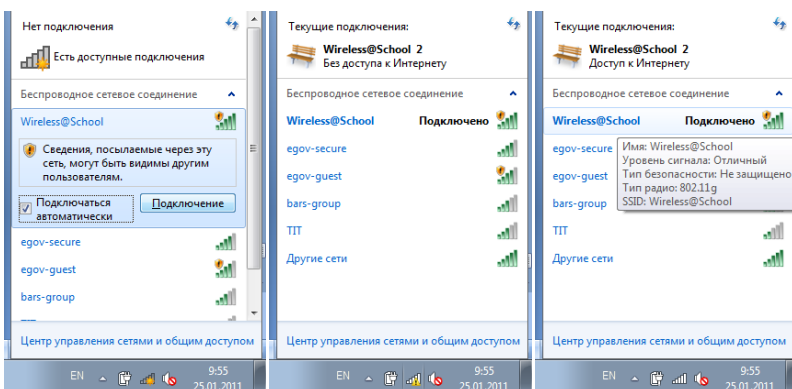 Нет подключения
Есть доступные подключения
Беспроводное сетевое соединение
Wireless@School
Сведения, посылаемые через эту
сеть, могут быть видимы другим
пользователям.
Подключаться
автоматически
Подключение
egov-secure
egov-guest
bars-group
Центр управления сетями и общим доступом
EN
9:55
25.01.2011
Текущие подключения:
Wireless@School 2
Без доступа к Интернету
Беспроводное сетевое соединение
Wireless@School Подключено
egov-secure
egov-guest
bars-group
TIT
Другие сети
Центр управления сетями и общим доступом
EN
9:55
25.01.2011
Текущие подключения:
Wireless@School 2
Доступ к Интернету
Беспроводное сетевое соединение
Wireless@School Подключено
egov-secure
egov-guest
bars-group
Имя: Wireless@School
Уровень сигнала: Отличный
Тип безопасности: Не защищено
Тип радио: 802.11g
SSID: Wireless@School
TIT
Другие сети
Центр управления сетями и общим доступом
EN
9:55
25.01.2011